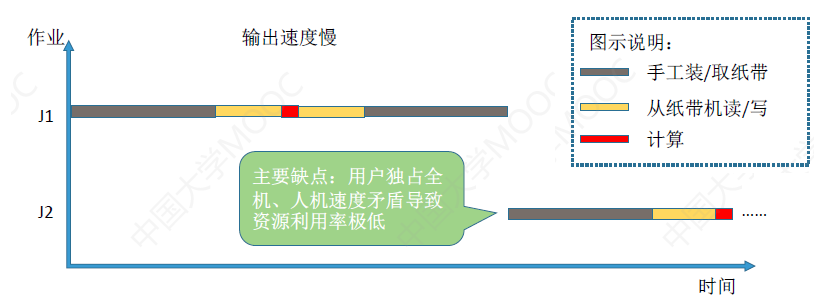 作业
输出速度慢
图示说明：
手工装/取纸带
从纸带机读/写
计算
J1
主要缺点：用户独占全
机、人机速度矛盾导致
资源利用率极低
J2
……
时间
中国大学MOOC